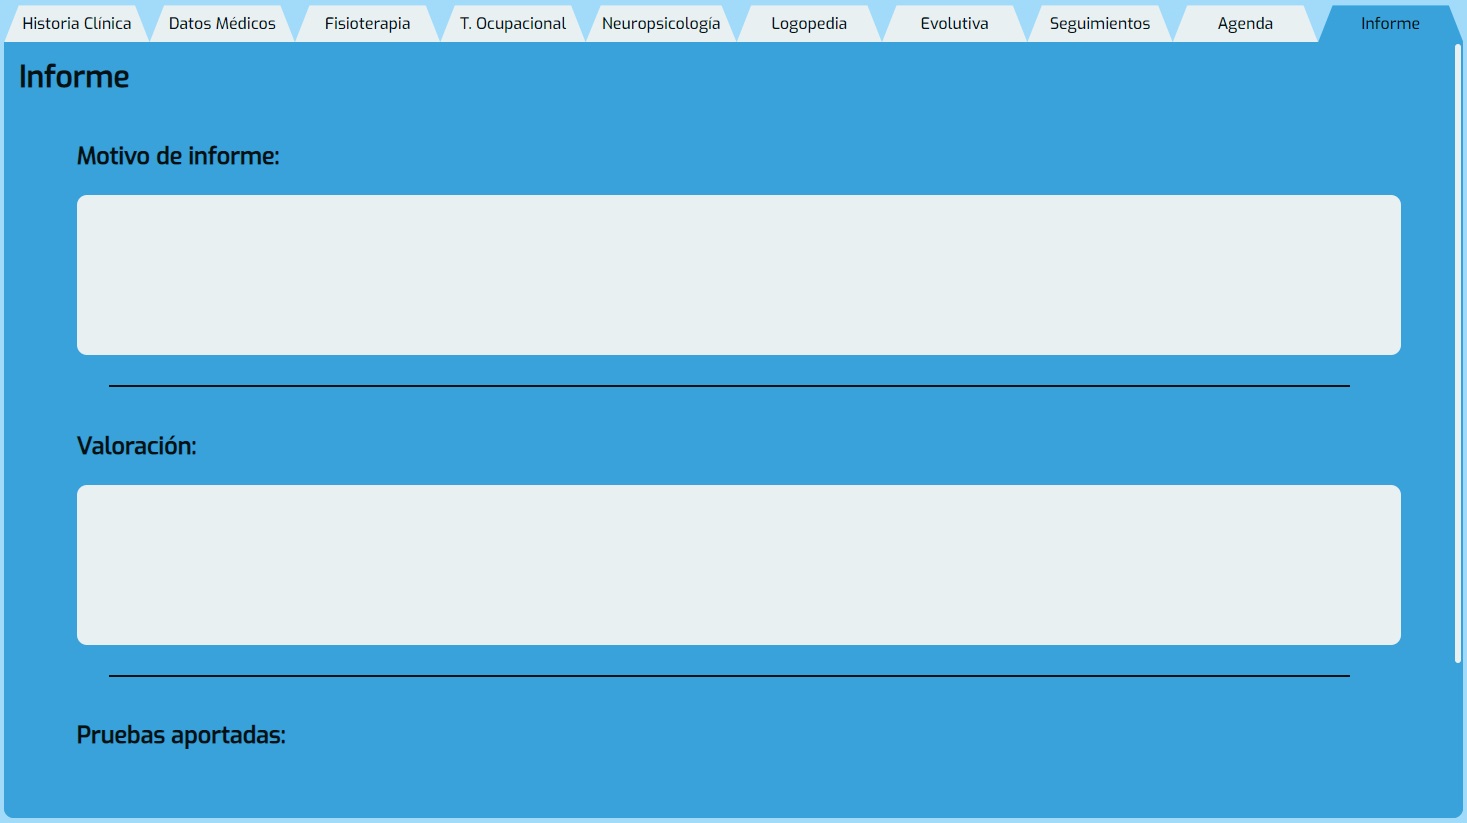 Historia Clínica
Datos Médicos
Fisioterapia
T. Ocupacional
Neuropsicología
Logopedia
Evolutiva
Seguimientos
Agenda
Informe
Informe
Motivo de informe:
Valoración:
Pruebas aportadas: